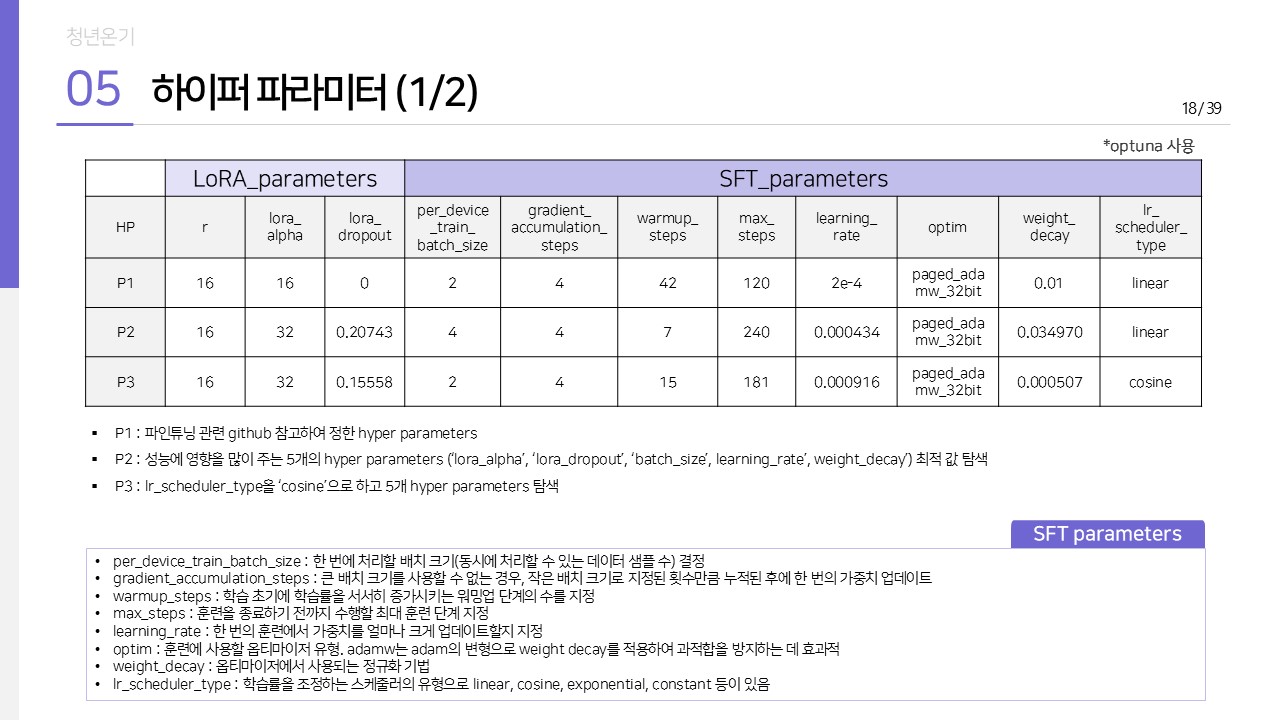 청년온기
05 하이퍼 파라미터 (1/2)
18 / 39
*optuna 사용
LoRA_parameters SFT_parameters
HP r lora_alpha lora_dropout per_device_train_batch_size gradient_accumulation_steps warmup_steps max_steps learning_rate optim weight_decay lr_scheduler_type
P1 16 16 0 2 4 42 120 2e-4 paged_adamw_32bit 0.01 linear
P2 16 32 0.20743 4 4 7 240 0.000434 paged_adamw_32bit 0.034970 linear
P3 16 32 0.15558 2 4 15 181 0.000916 paged_adamw_32bit 0.000507 cosine
▪ P1 : 파인튜닝 관련 github 참고하여 정한 hyper parameters
▪ P2 : 성능에 영향을 많이 주는 5개의 hyper parameters (‘lora_alpha’, ‘lora_dropout’, ‘batch_size’, learning_rate’, weight_decay’) 최적 값 탐색
▪ P3 : lr_scheduler_type을 ‘cosine’으로 하고 5개 hyper parameters 탐색
SFT parameters
• per_device_train_batch_size : 한 번에 처리할 배치 크기(동시에 처리할 수 있는 데이터 샘플 수) 결정
• gradient_accumulation_steps : 큰 배치 크기를 사용할 수 없는 경우, 작은 배치 크기로 지정된 횟수만큼 누적된 후에 한 번의 가중치 업데이트
• warmup_steps : 학습 초기에 학습률을 서서히 증가시키는 워밍업 단계의 수를 지정
• max_steps : 훈련을 종료하기 전까지 수행할 최대 훈련 단계 지정
• learning_rate : 한 번의 훈련에서 가중치를 얼마나 크게 업데이트할지 지정
• optim : 훈련에 사용할 옵티마이저 유형. adamw는 adam의 변형으로 weight decay를 적용하여 과적합을 방지하는 데 효과적
• weight_decay : 옵티마이저에서 사용되는 정규화 기법
• lr_scheduler_type : 학습률을 조정하는 스케줄러의 유형으로 linear, cosine, exponential, constant 등이 있음